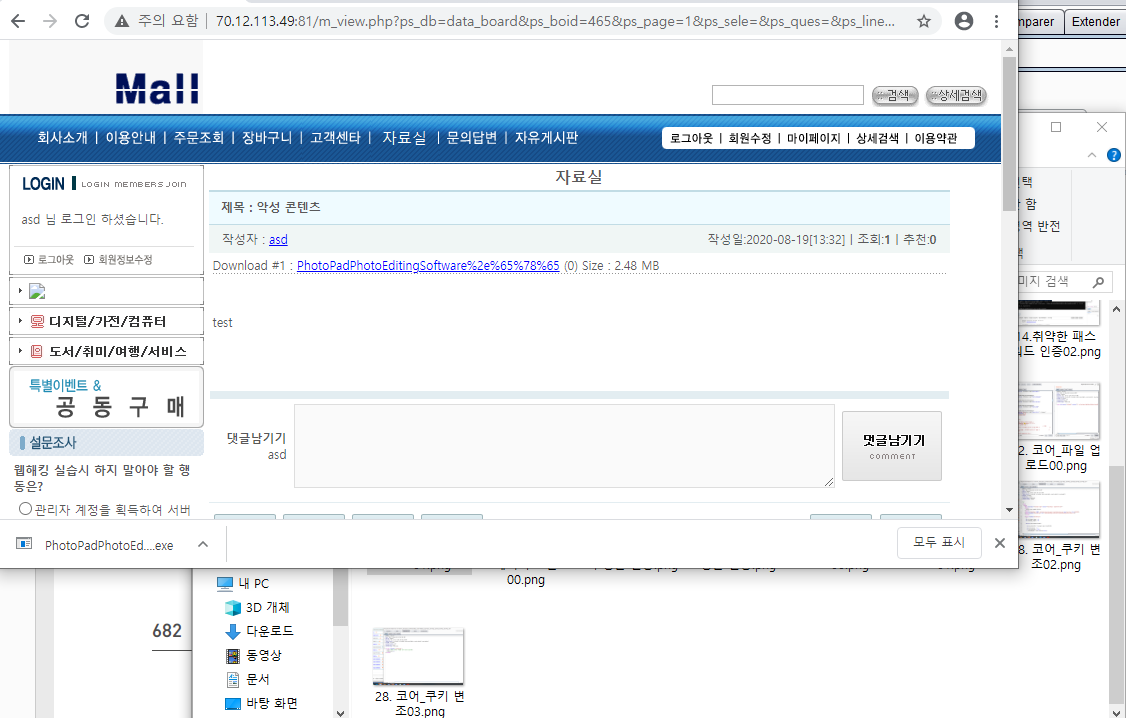 주의 요함 | 70.12.113.49:81/m_view.php?ps_db=data_board&ps_boid=465&ps_page=1&ps_sele=&ps_ques=&ps_line...
mparer
Extender
Mall
검색
상세검색
회사소개 | 이용안내 | 주문조회 | 장바구니 | 고객센타 | 자료실 | 문의답변 | 자유게시판
로그아웃 | 회원수정 | 마이페이지 | 상세검색 | 이용약관
LOGIN LOGIN MEMBERS JOIN
asd 님 로그인 하셨습니다.
로그아웃 회원정보수정
디지털/가전/컴퓨터
도서/취미/여행/서비스
특별이벤트 &
공 동 구 매
설문조사
웹해킹 실습시 하지 말아야 할 행
동은?
관리자 계정을 획득하여 서버
자료실
제목 : 악성 콘텐츠
작성자 : asd
작성일:2020-08-19[13:32] | 조회:1 | 추천:0
Download #1 : PhotoPadPhotoEditingSoftware%2e%65%78%65 (0) Size : 2.48 MB
test
댓글남기기
asd
댓글남기기
COMMENT
PhotoPadPhotoEd....exe
모두 표시
택
함
역 반전
미지 검색
14.취약한 패스
워드 인증02.png
2. 코어_파일 업
로드00.png
8. 코어_쿠키 변
조02.png
00.png
내 PC
3D 개체
다운로드
동영상
문서
바탕 화면
682
28. 코어_쿠키 변
조03.png